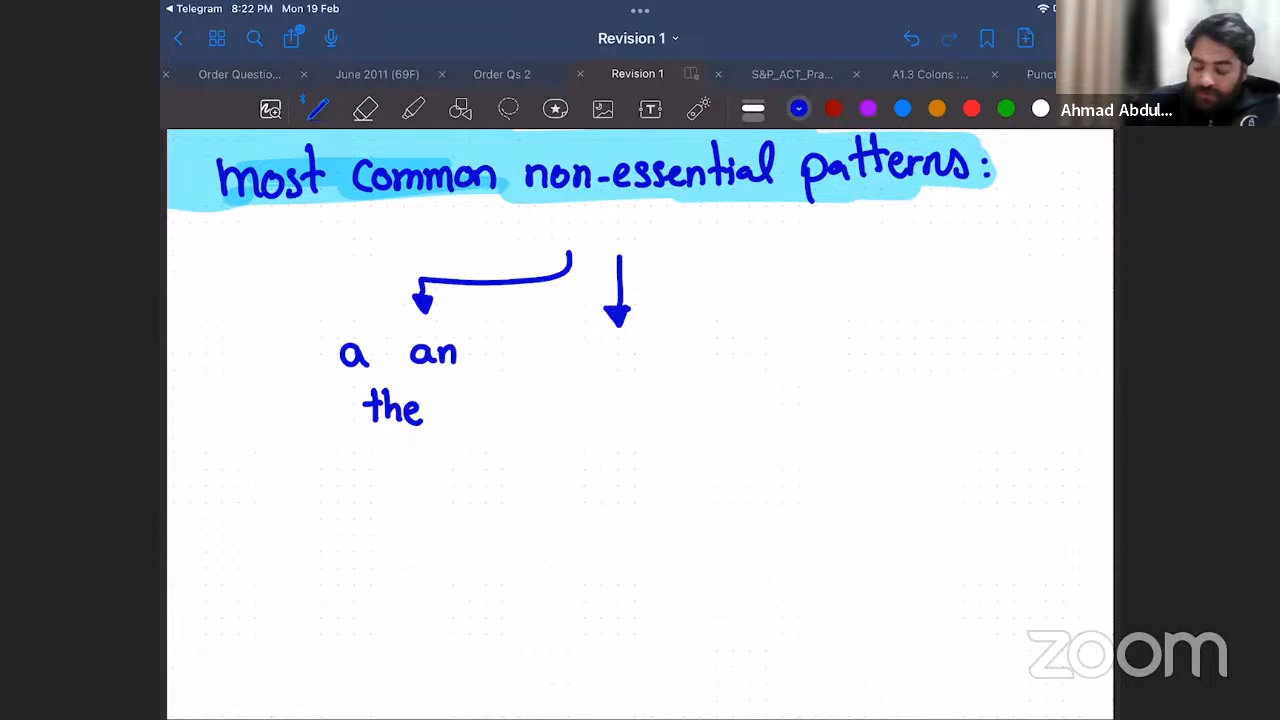 Telegram 8:22 PM Mon 19 Feb
Revision 1
Order Questio... June 2011 (69F) Order Qs 2 Revision 1 S&P_ACT_Pra... A1.3 Colons :... Punct
Ahmad Abdul...
most common non-essential patterns:
a an
the
zoom